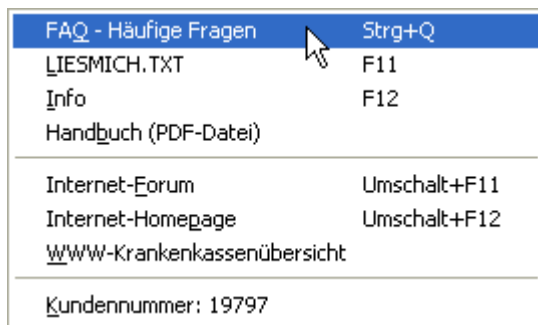 FAQ - Häufige Fragen Strg+Q
LIESMICH.TXT F11
Info F12
Handbuch (PDF-Datei)
Internet-Forum Umschalt+F11
Internet-Homepage Umschalt+F12
WWW-Krankenkassenübersicht
Kundennummer: 19797